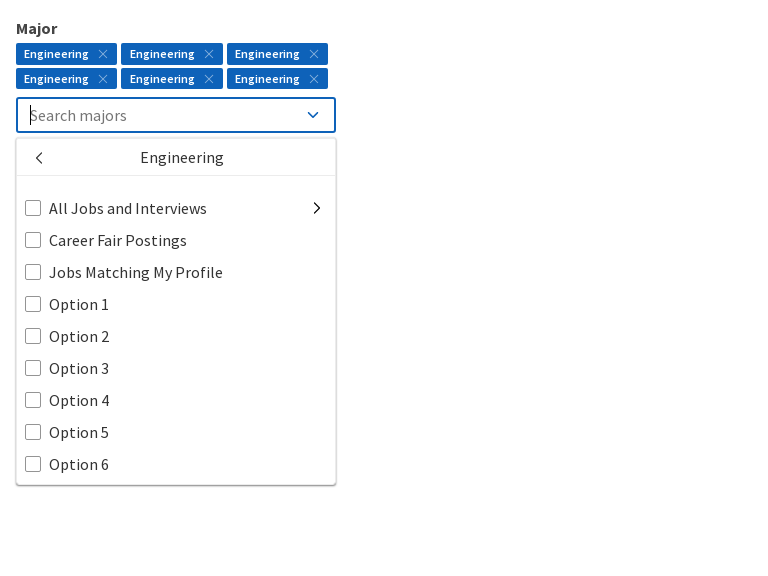 Major
Engineering Engineering Engineering
Engineering Engineering Engineering
Search majors
Engineering
All Jobs and Interviews
Career Fair Postings
Jobs Matching My Profile
Option 1
Option 2
Option 3
Option 4
Option 5
Option 6